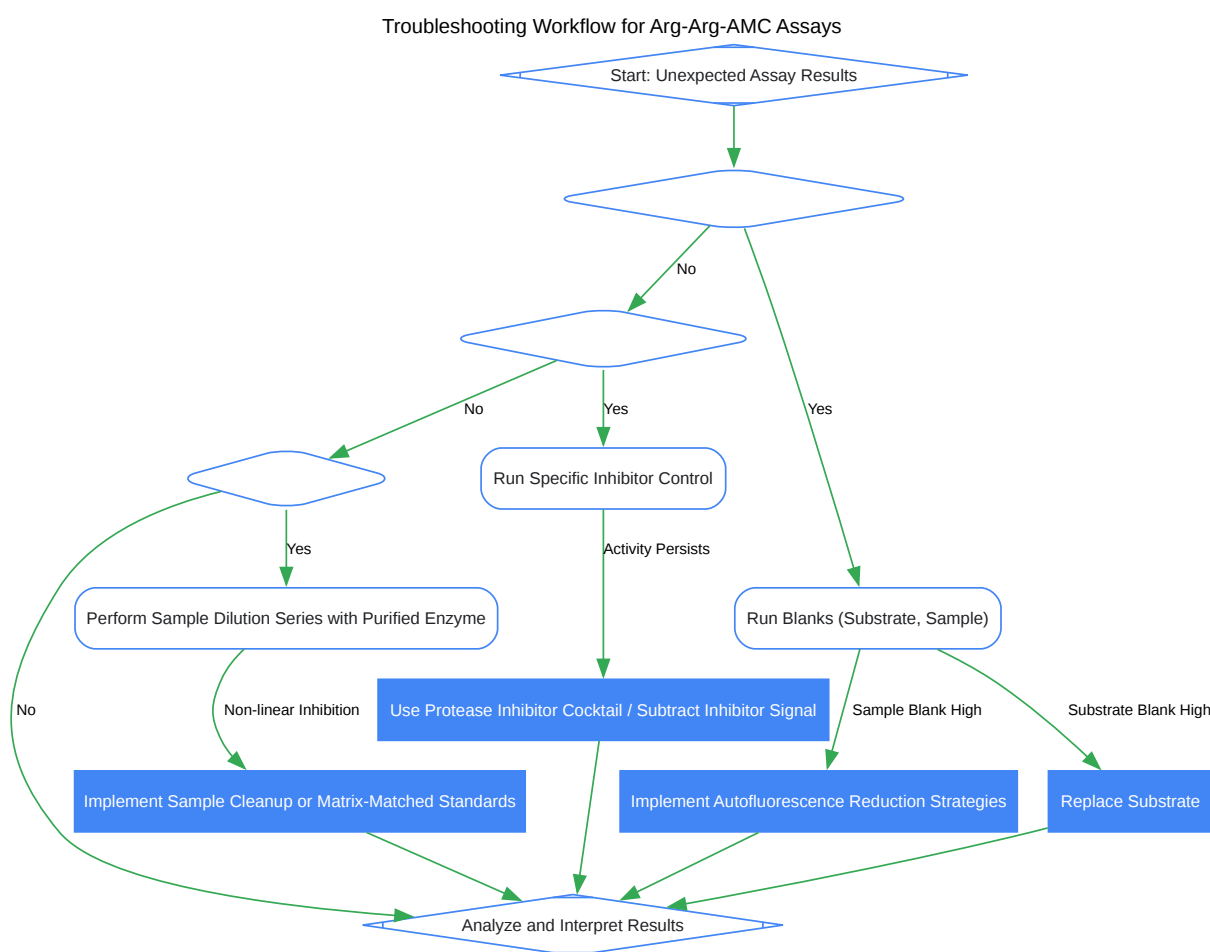 Troubleshooting Workflow for Arg-Arg-AMC Assays
Start: Unexpected Assay Results
No
No
Yes
Yes
Run Specific Inhibitor Control
Yes
Activity Persists
Perform Sample Dilution Series with Purified Enzyme
Run Blanks (Substrate, Sample)
No
Non-linear Inhibition
Use Protease Inhibitor Cocktail / Subtract Inhibitor Signal
Sample Blank High
Substrate Blank High
Implement Sample Cleanup or Matrix-Matched Standards
Implement Autofluorescence Reduction Strategies
Replace Substrate
Analyze and Interpret Results